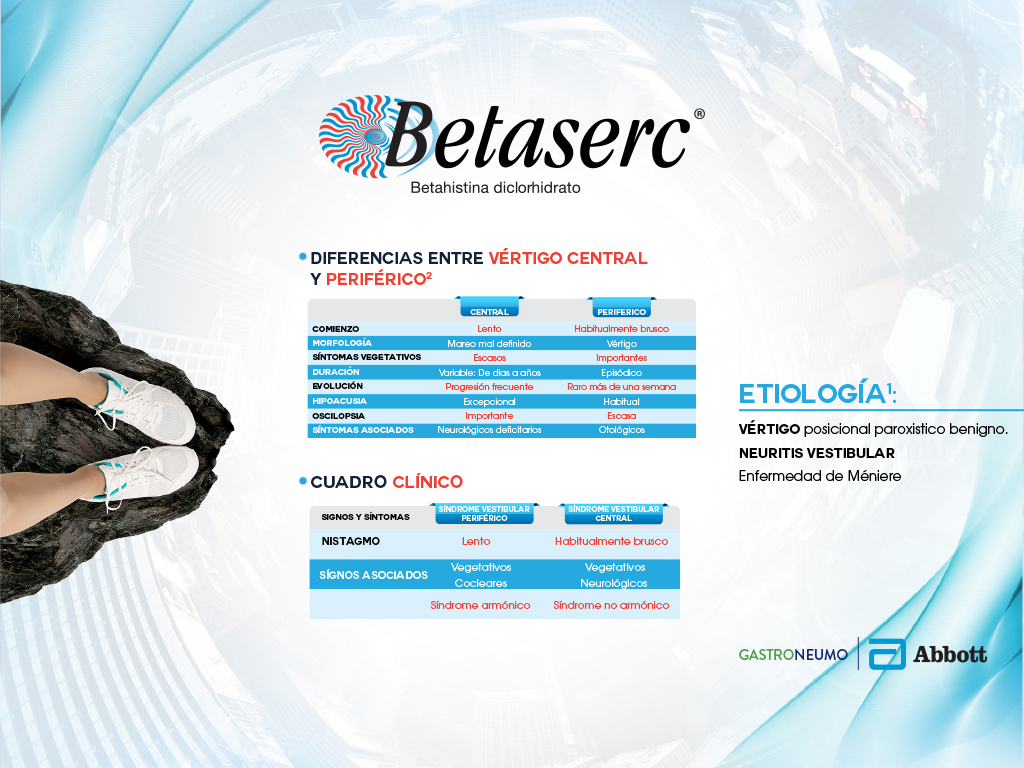 Betaserc®
Betahistina diclorhidrato
• DIFERENCIAS ENTRE VÉRTIGO CENTRAL
Y PERIFÉRICO²
CENTRAL PERIFERICO
COMIENZO Lento Habitualmente brusco
MORFOLOGÍA Mareo mal definido Vértigo
SÍNTOMAS VEGETATIVOS Escasos Importantes
DURACIÓN Variable: De dias a años Episódico
EVOLUCIÓN Progresión frecuente Raro más de una semana
HIPOACUSIA Excepcional Habitual
OSCILOPSIA Importante Escasa
SÍNTOMAS ASOCIADOS Neurológicos deficitarios Otológicos
• CUADRO CLÍNICO
SIGNOS Y SÍNTOMAS SÍNDROME VESTIBULAR PERIFÉRICO SÍNDROME VESTIBULAR CENTRAL
NISTAGMO Lento Habitualmente brusco
SÍGNOS ASOCIADOS Vegetativos Vegetativos
Cocleares Neurológicos
Síndrome armónico Síndrome no armónico
ETIOLOGÍA¹:
VÉRTIGO posicional paroxistico benigno.
NEURITIS VESTIBULAR
Enfermedad de Méniere
GASTRONEUMO Abbott